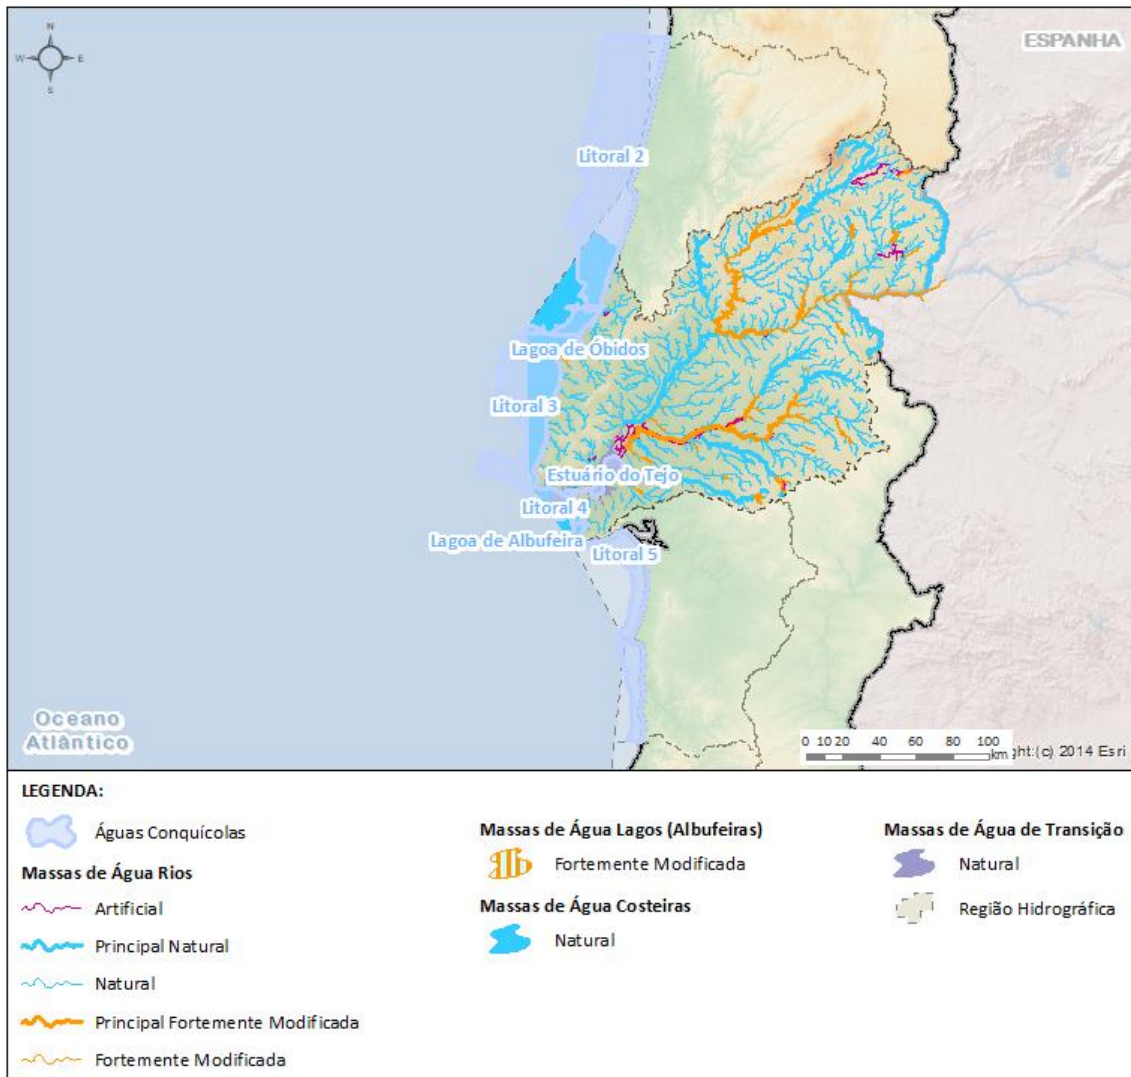 N
W E
S
ESPANHA
Litoral 2
Lagoa de Óbidos
Litoral 3
Estuário do Tejo
Litoral 4
Lagoa de Albufeira
Litoral 5
Oceano
Atlântico
0 10 20 40 60 80 100
km
ght:(c) 2014 Esri
LEGENDA:
Águas Conquícolas
Massas de Água Rios
Artificial
Principal Natural
Natural
Principal Fortemente Modificada
Fortemente Modificada
Massas de Água Lagos (Albufeiras)
Fortemente Modificada
Massas de Água Costeiras
Natural
Massas de Água de Transição
Natural
Região Hidrográfica